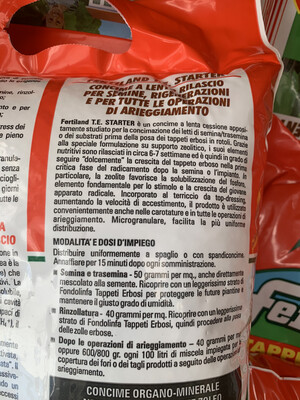 FERTILAND T.E. STARTER
CONCIME A LENTO RILASCIO
PER SEMINE, RIGENERAZIONI
E PER TUTTE LE OPERAZIONI
DI ARIEGGIAMENTO
Fertiland T.E. STARTER è un concime a lenta cessione apposi-
tamente studiato per la concimazione dei letti di semina/trasemina
o dei substrati prima della posa dei tappeti erbosi in rotoli. Grazie
alla speciale formulazione su supporto zeolitico, i suoi elementi
nutritivi sono rilasciati in circa 6-7 settimane ed è quindi in grado di
seguire "dolcemente" la crescita del tappeto erboso nelle prime
critica fase del radicamento dopo la semina o l'impianto. In
particolare, la zeolite favorisce la solubilizzazione del fosforo,
elemento fondamentale per lo stimolo e la crescita del giovane
apparato radicale. Incorporato al terriccio da top-dressing,
aumentando la velocità di accestimento, il prodotto è utilizzato
convenientemente anche nelle carotature e in tutte le operazioni di
arieggiamento. Microgranulare, facilita la più uniforme
distribuzione.
MODALITA' E DOSI D'IMPIEGO
Distribuire uniformemente a spaglio o con spandiconcime.
Annaffiare per 15 minuti dopo ogni somministrazione.
• Semina e trasemina - 50 grammi per mq., anche direttamente
mescolato alla semente. Ricoprire con un leggerissimo strato di
Fondolinfa Tappeti Erbosi per proteggere le future piantine e
mantenere il giusto grado di umidità.
• Rinzollatura - 40 grammi per mq. Ricoprire con un leggerissimo
strato di Fondolinfa Tappeti Erbosi, quindi procedere alla posa
delle zolle erbose.
• Dopo le operazioni di arieggiamento - 40 grammi per mq.
oppure 600/800 gr. ogni 100 litri di miscela impiegata per la
copertura dei fori o dei tagli prodotti a seguito delle operazioni di
arieggiamento.
CONCIME ORGANO-MINERALE